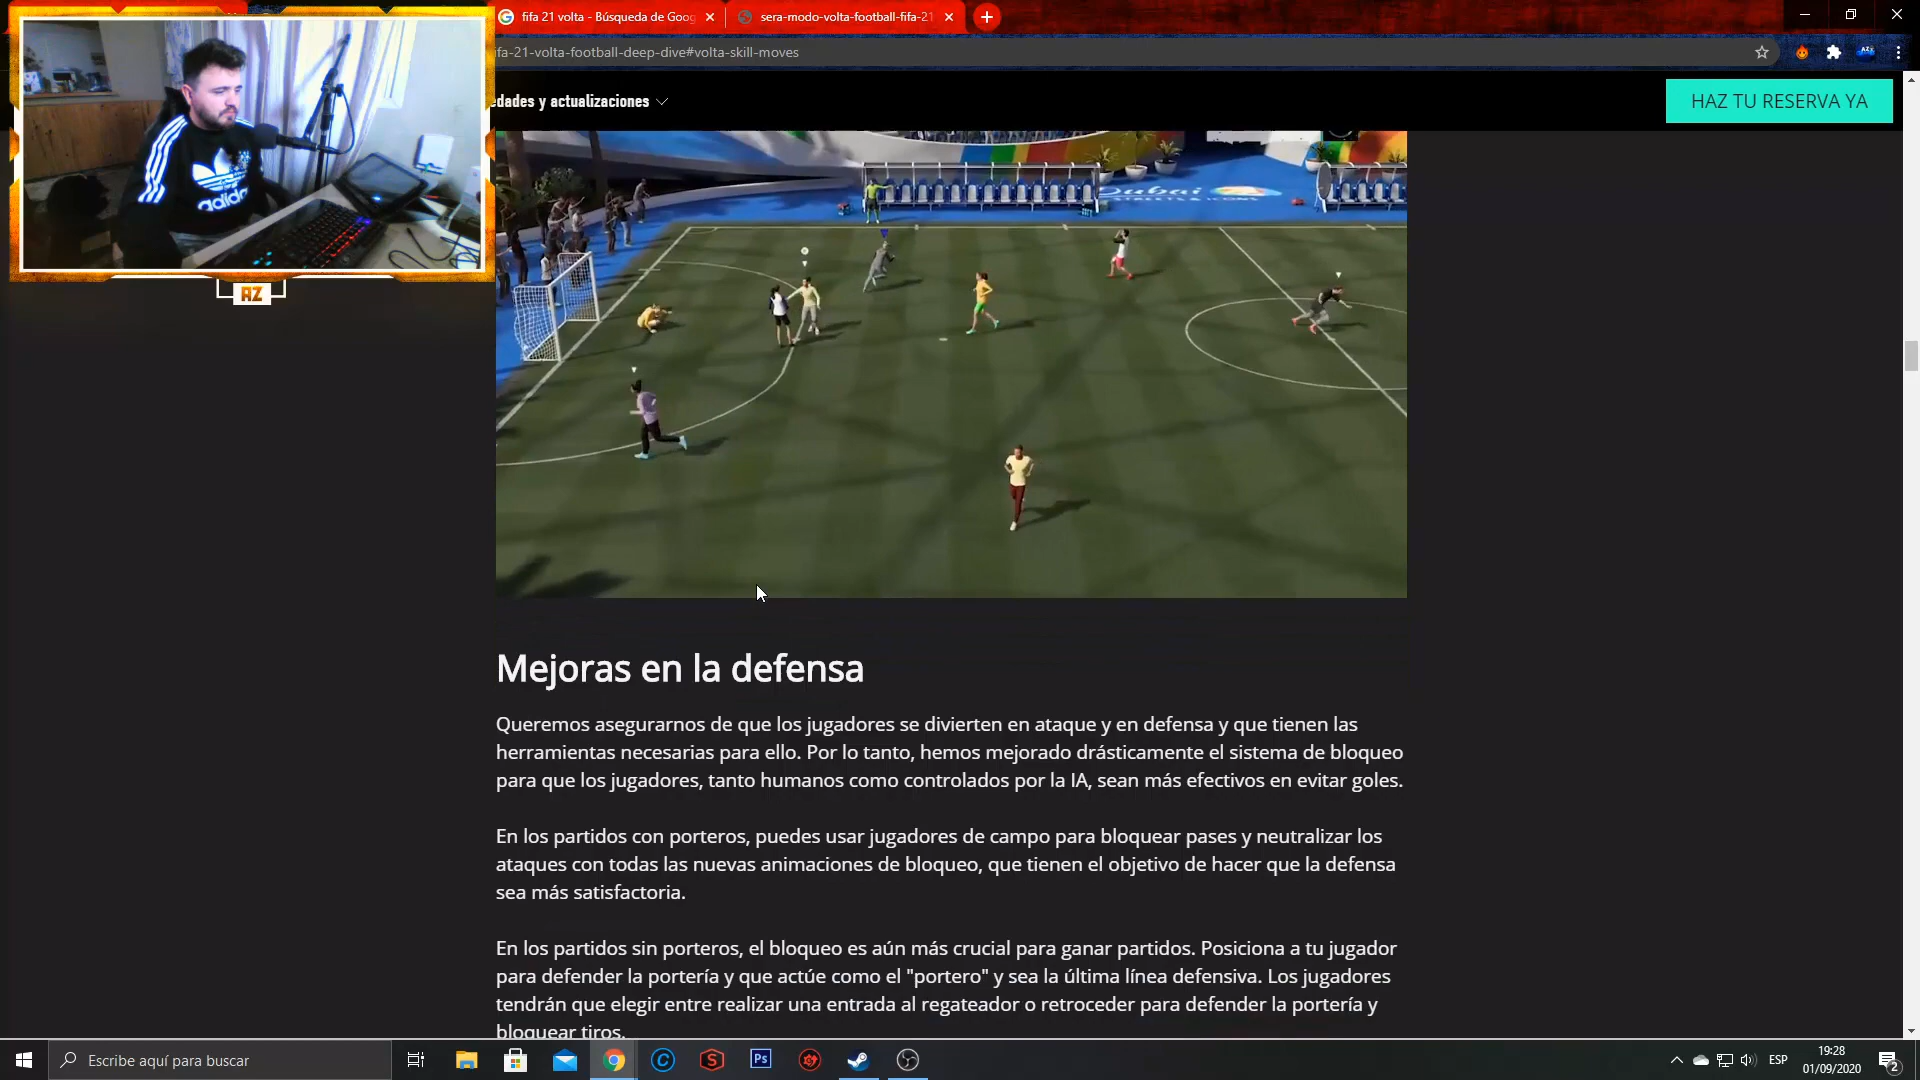 fifa 21 volta - Búsqueda de Goog
sera-modo-volta-football-fifa-21
ifa-21-volta-football-deep-dive#volta-skill-moves
edades y actualizaciones
HAZ TU RESERVA YA
adidas
AZ
Dubai
STREETS & ICONS
Mejoras en la defensa
Queremos asegurarnos de que los jugadores se divierten en ataque y en defensa y que tienen las
herramientas necesarias para ello. Por lo tanto, hemos mejorado drásticamente el sistema de bloqueo
para que los jugadores, tanto humanos como controlados por la IA, sean más efectivos en evitar goles.
En los partidos con porteros, puedes usar jugadores de campo para bloquear pases y neutralizar los
ataques con todas las nuevas animaciones de bloqueo, que tienen el objetivo de hacer que la defensa
sea más satisfactoria.
En los partidos sin porteros, el bloqueo es aún más crucial para ganar partidos. Posiciona a tu jugador
para defender la portería y que actúe como el "portero" y sea la última línea defensiva. Los jugadores
tendrán que elegir entre realizar una entrada al regateador o retroceder para defender la portería y
bloquear tiros.
Escribe aquí para buscar
Ps
ESP
19:28
01/09/2020
2